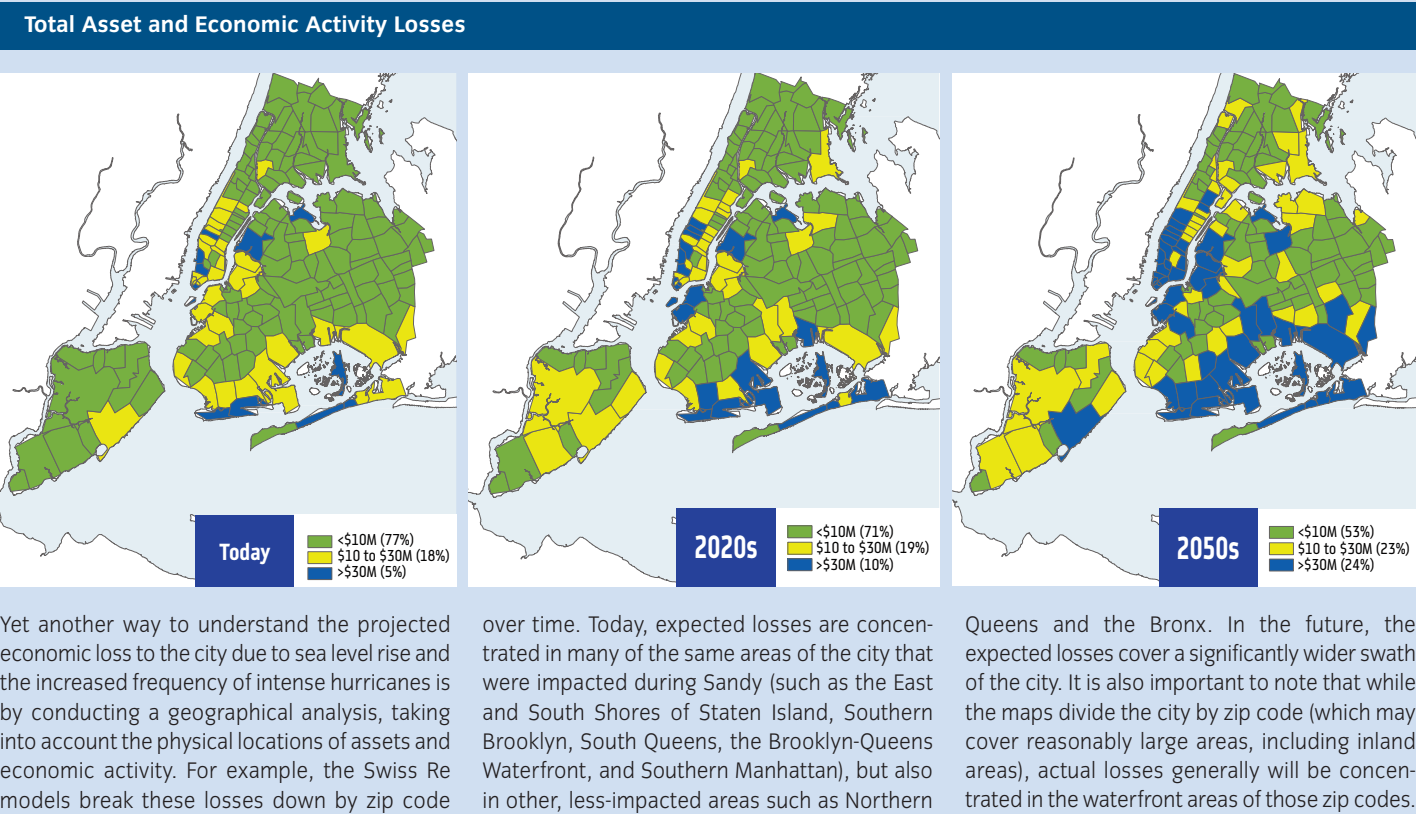 Total Asset and Economic Activity Losses
Today
<$10M (77%)
$10 to $30M (18%)
>$30M (5%)
2020s
<$10M (71%)
$10 to $30M (19%)
>$30M (10%)
2050s
<$10M (53%)
$10 to $30M (23%)
>$30M (24%)
Yet another way to understand the projected
economic loss to the city due to sea level rise and
the increased frequency of intense hurricanes is
by conducting a geographical analysis, taking
into account the physical locations of assets and
economic activity. For example, the Swiss Re
models break these losses down by zip code
over time. Today, expected losses are concen-
trated in many of the same areas of the city that
were impacted during Sandy (such as the East
and South Shores of Staten Island, Southern
Brooklyn, South Queens, the Brooklyn-Queens
Waterfront, and Southern Manhattan), but also
in other, less-impacted areas such as Northern
Queens and the Bronx. In the future, the
expected losses cover a significantly wider swath
of the city. It is also important to note that while
the maps divide the city by zip code (which may
cover reasonably large areas, including inland
areas), actual losses generally will be concen-
trated in the waterfront areas of those zip codes.